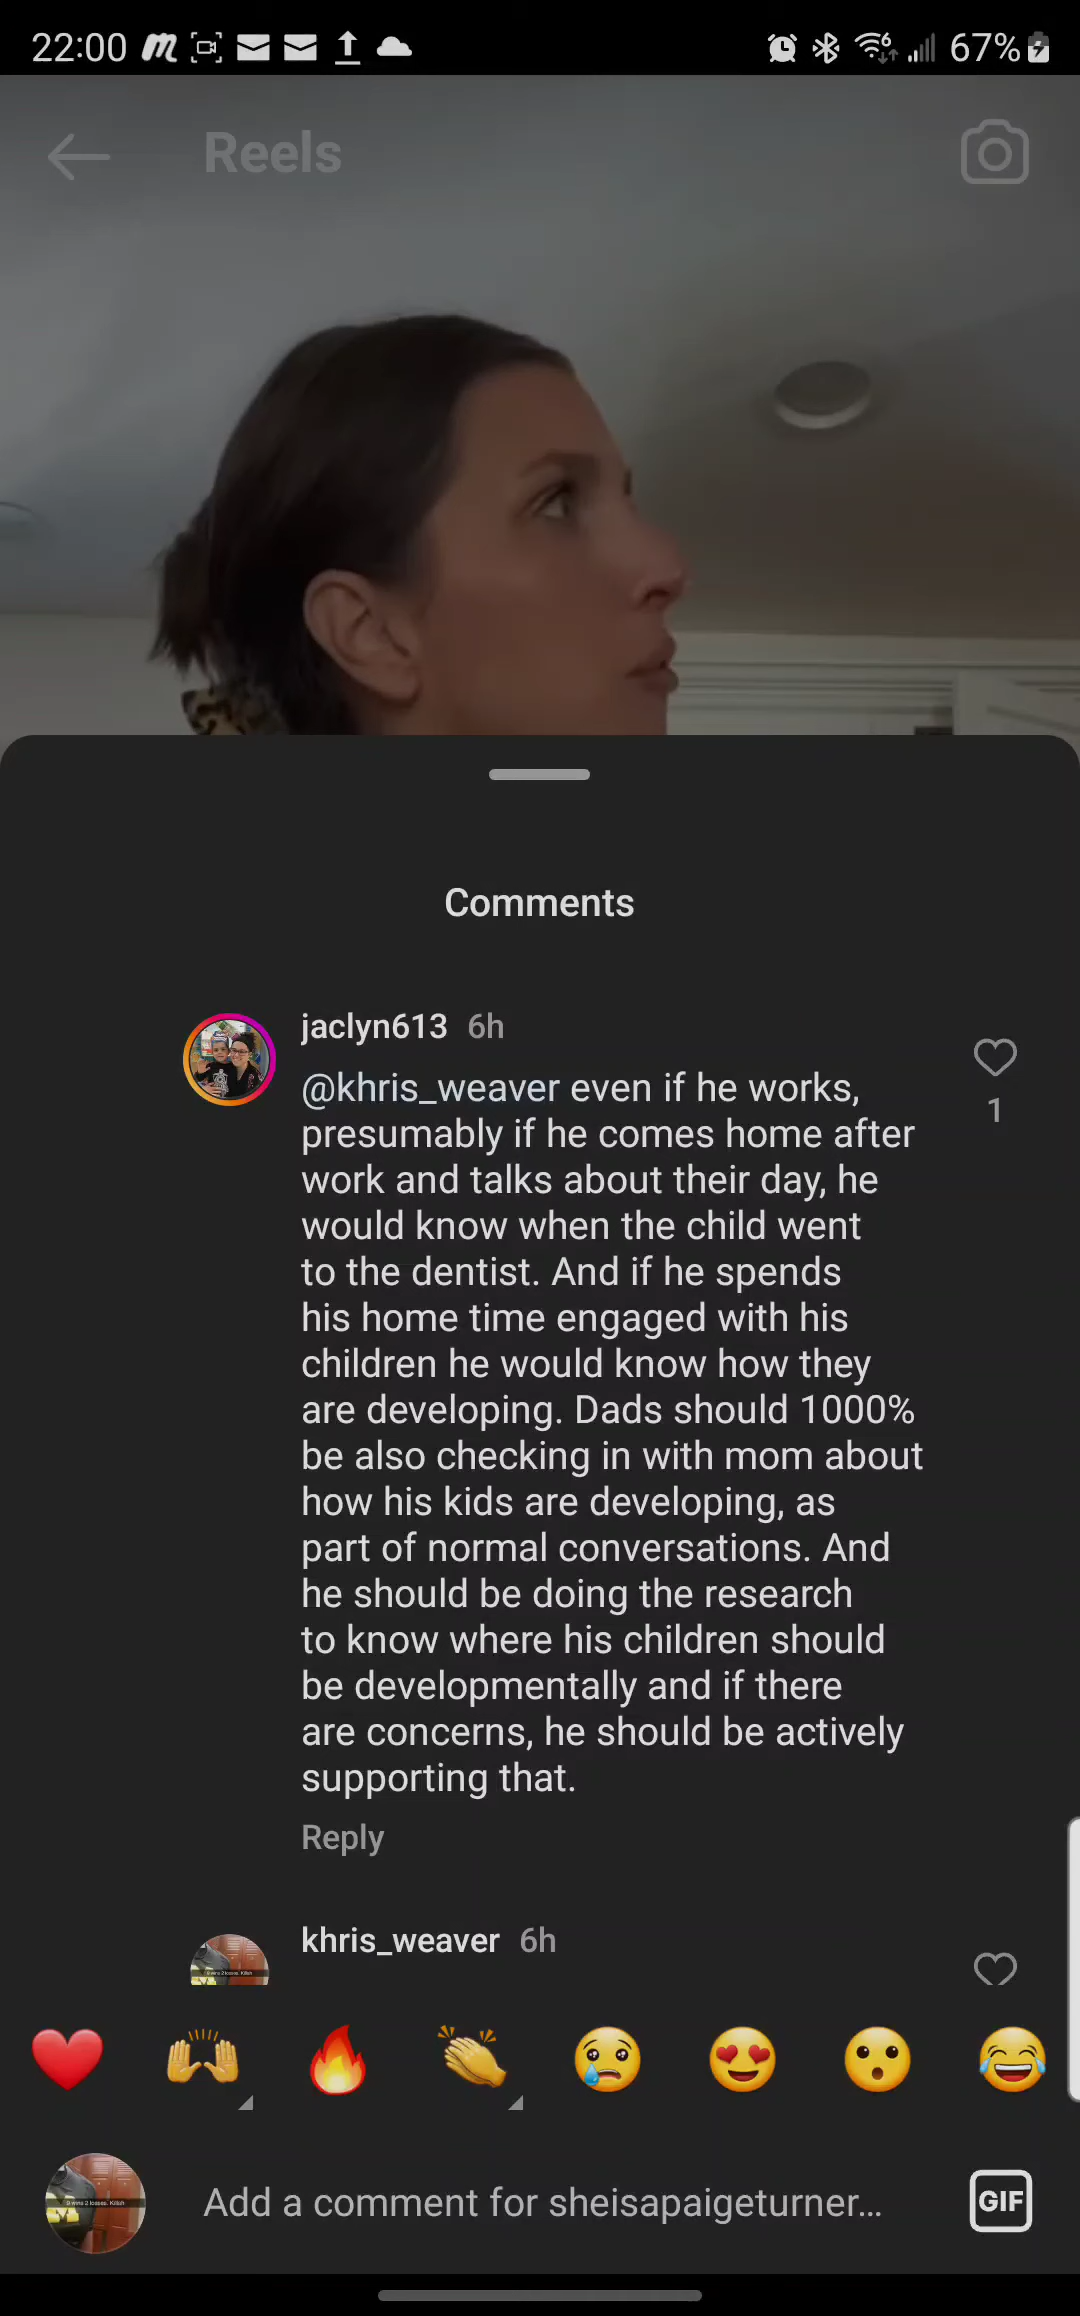 22:00
67%
Reels
Comments
jaclyn613 6h
@khris_weaver even if he works,
presumably if he comes home after
work and talks about their day, he
would know when the child went
to the dentist. And if he spends
his home time engaged with his
children he would know how they
are developing. Dads should 1000%
be also checking in with mom about
how his kids are developing, as
part of normal conversations. And
he should be doing the research
to know where his children should
be developmentally and if there
are concerns, he should be actively
supporting that.
1
Reply
khris_weaver 6h
Add a comment for sheisapaigeturner...
GIF